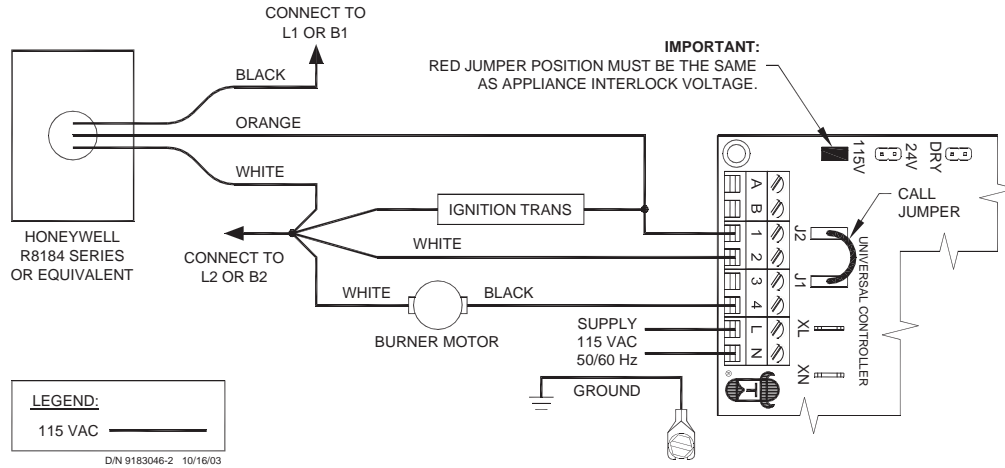 CONNECT TO
L1 OR B1
IMPORTANT:
RED JUMPER POSITION MUST BE THE SAME
AS APPLIANCE INTERLOCK VOLTAGE.
BLACK
ORANGE
WHITE
HONEYWELL
R8184 SERIES
OR EQUIVALENT
CONNECT TO
L2 OR B2
IGNITION TRANS
WHITE
WHITE
BLACK
BURNER MOTOR
SUPPLY
115 VAC
50/60 Hz
GROUND
115V
24V
DRY
CALL
JUMPER
A
B
1
2
3
4
L
N
J2
J1
UNIVERSAL CONTROLLER
XL
XN
®
T
LEGEND:
115 VAC
D/N 9183046-2 10/16/03